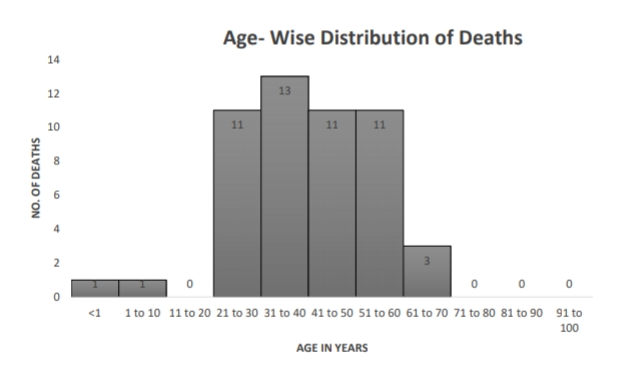 Age- Wise Distribution of Deaths
14
12
10
8
6
4
2
0
NO. OF DEATHS
1
1
0
11
13
11
11
3
0
0
0
<1
1 to 10
11 to 20
21 to 30
31 to 40
41 to 50
51 to 60
61 to 70
71 to 80
81 to 90
91 to
100
AGE IN YEARS